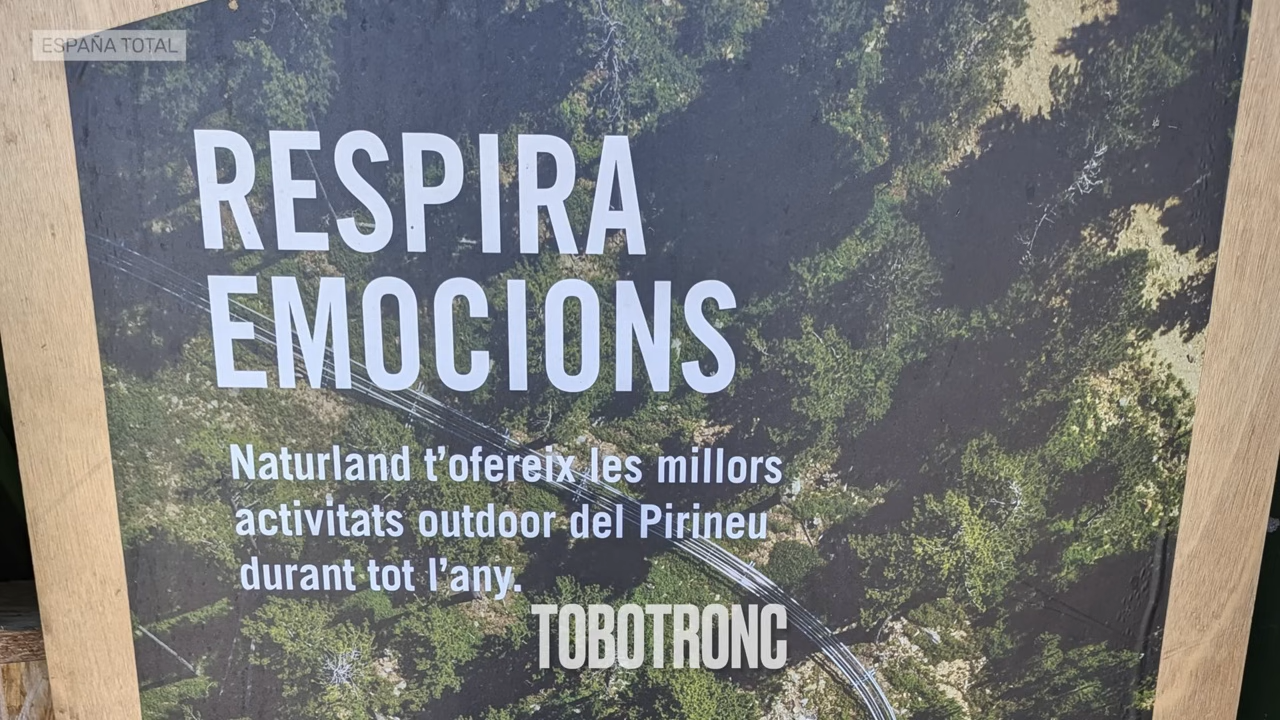 ESPAÑA TOTAL
RESPIRA
EMOCIONS
Naturland t'ofereix les millors
activitats outdoor del Pirineu
durant tot l'any.
TOBOTRONC